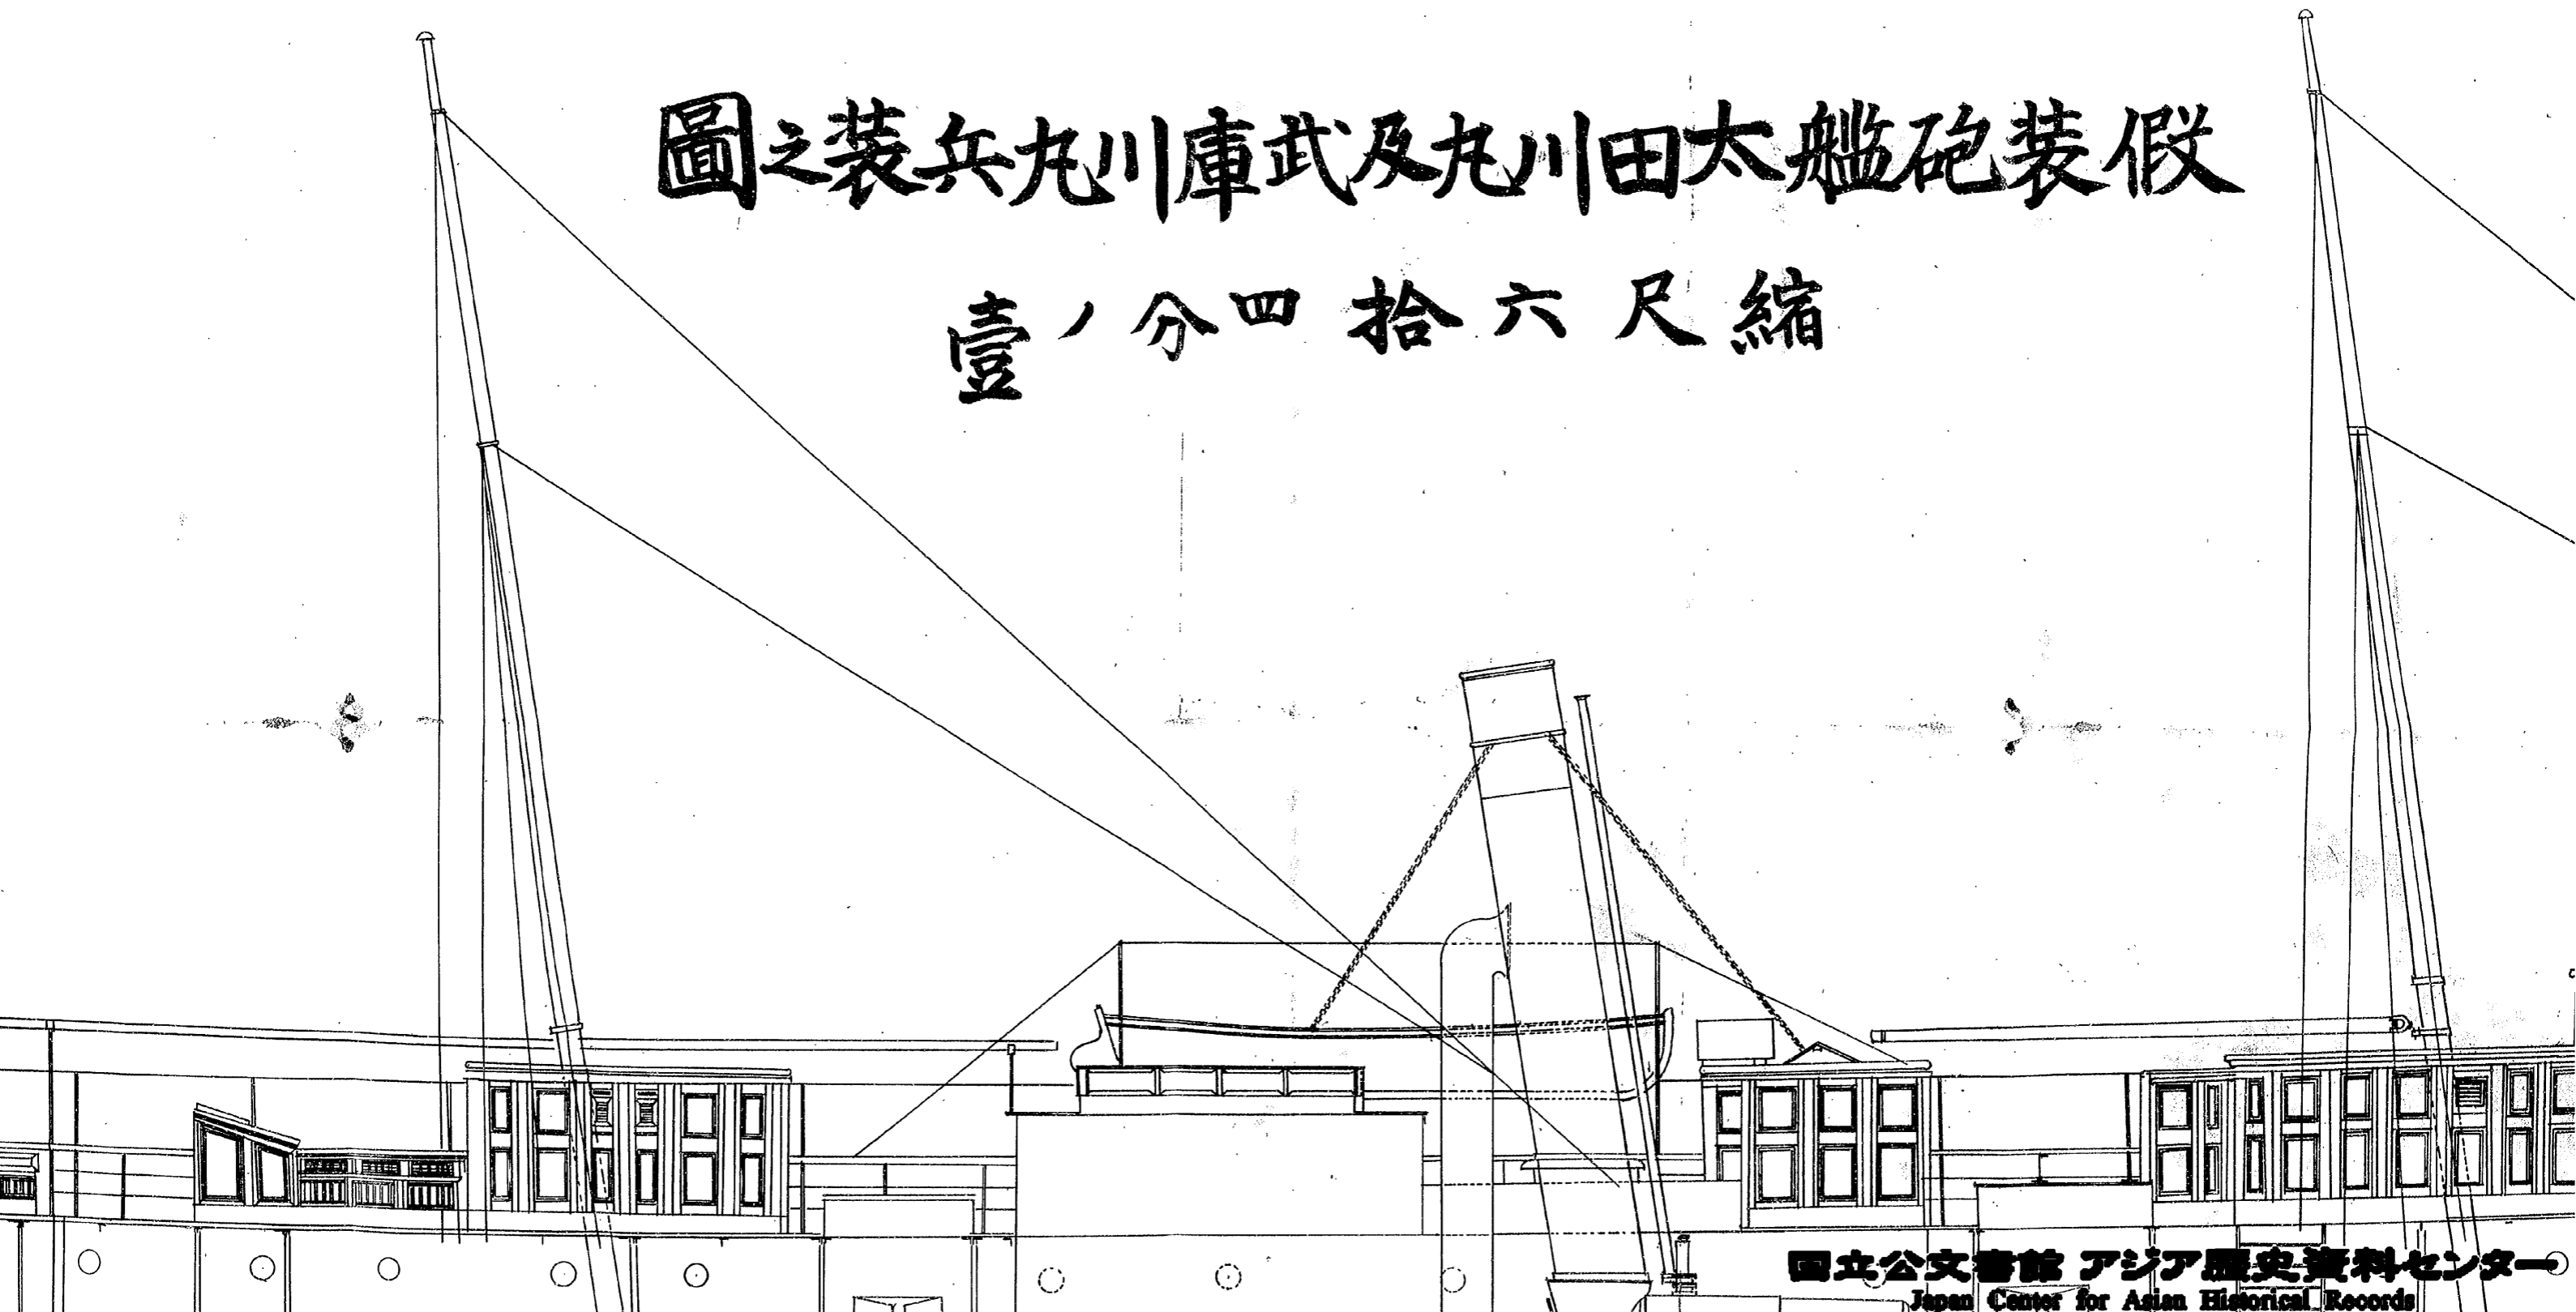 假装砲艦太田川丸及武庫川丸兵装之圖
縮尺六拾四分ノ壹
国立公文書館 アジア歴史資料センター
Japan Center for Asian Historical Records